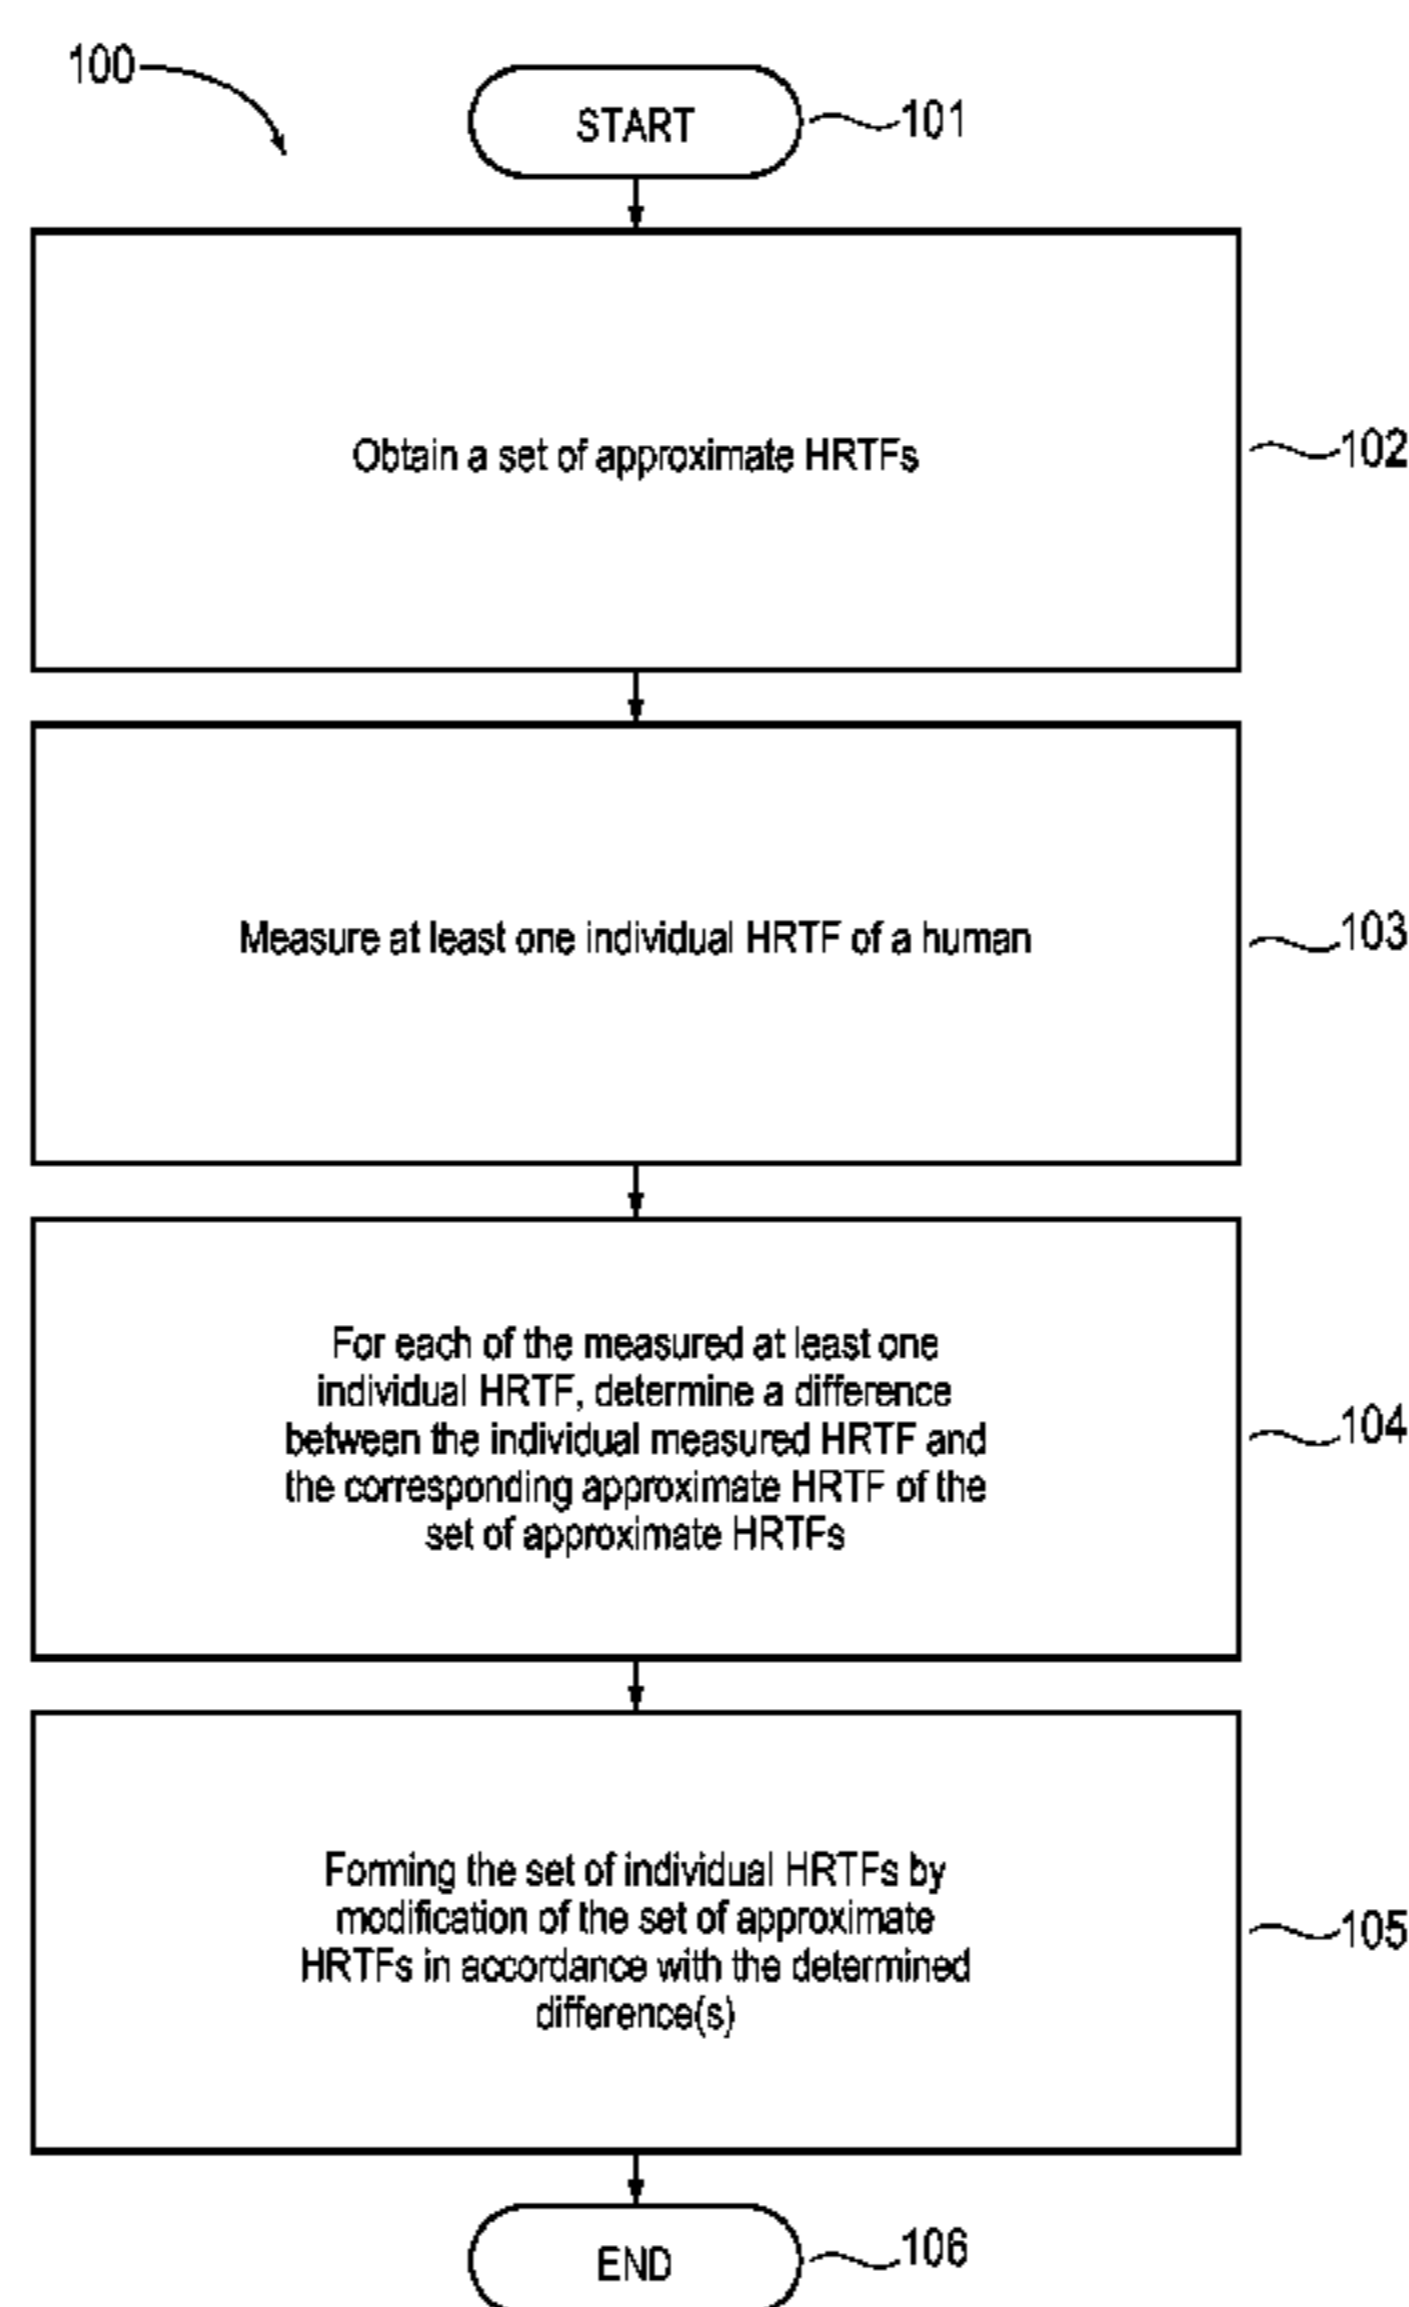 100
START
101
Obtain a set of approximate HRTFs
102
Measure at least one individual HRTF of a human
103
For each of the measured at least one
individual HRTF, determine a difference
between the individual measured HRTF and
the corresponding approximate HRTF of the
set of approximate HRTFs
104
Forming the set of individual HRTFs by
modification of the set of approximate
HRTFs in accordance with the determined
difference(s)
105
END
106